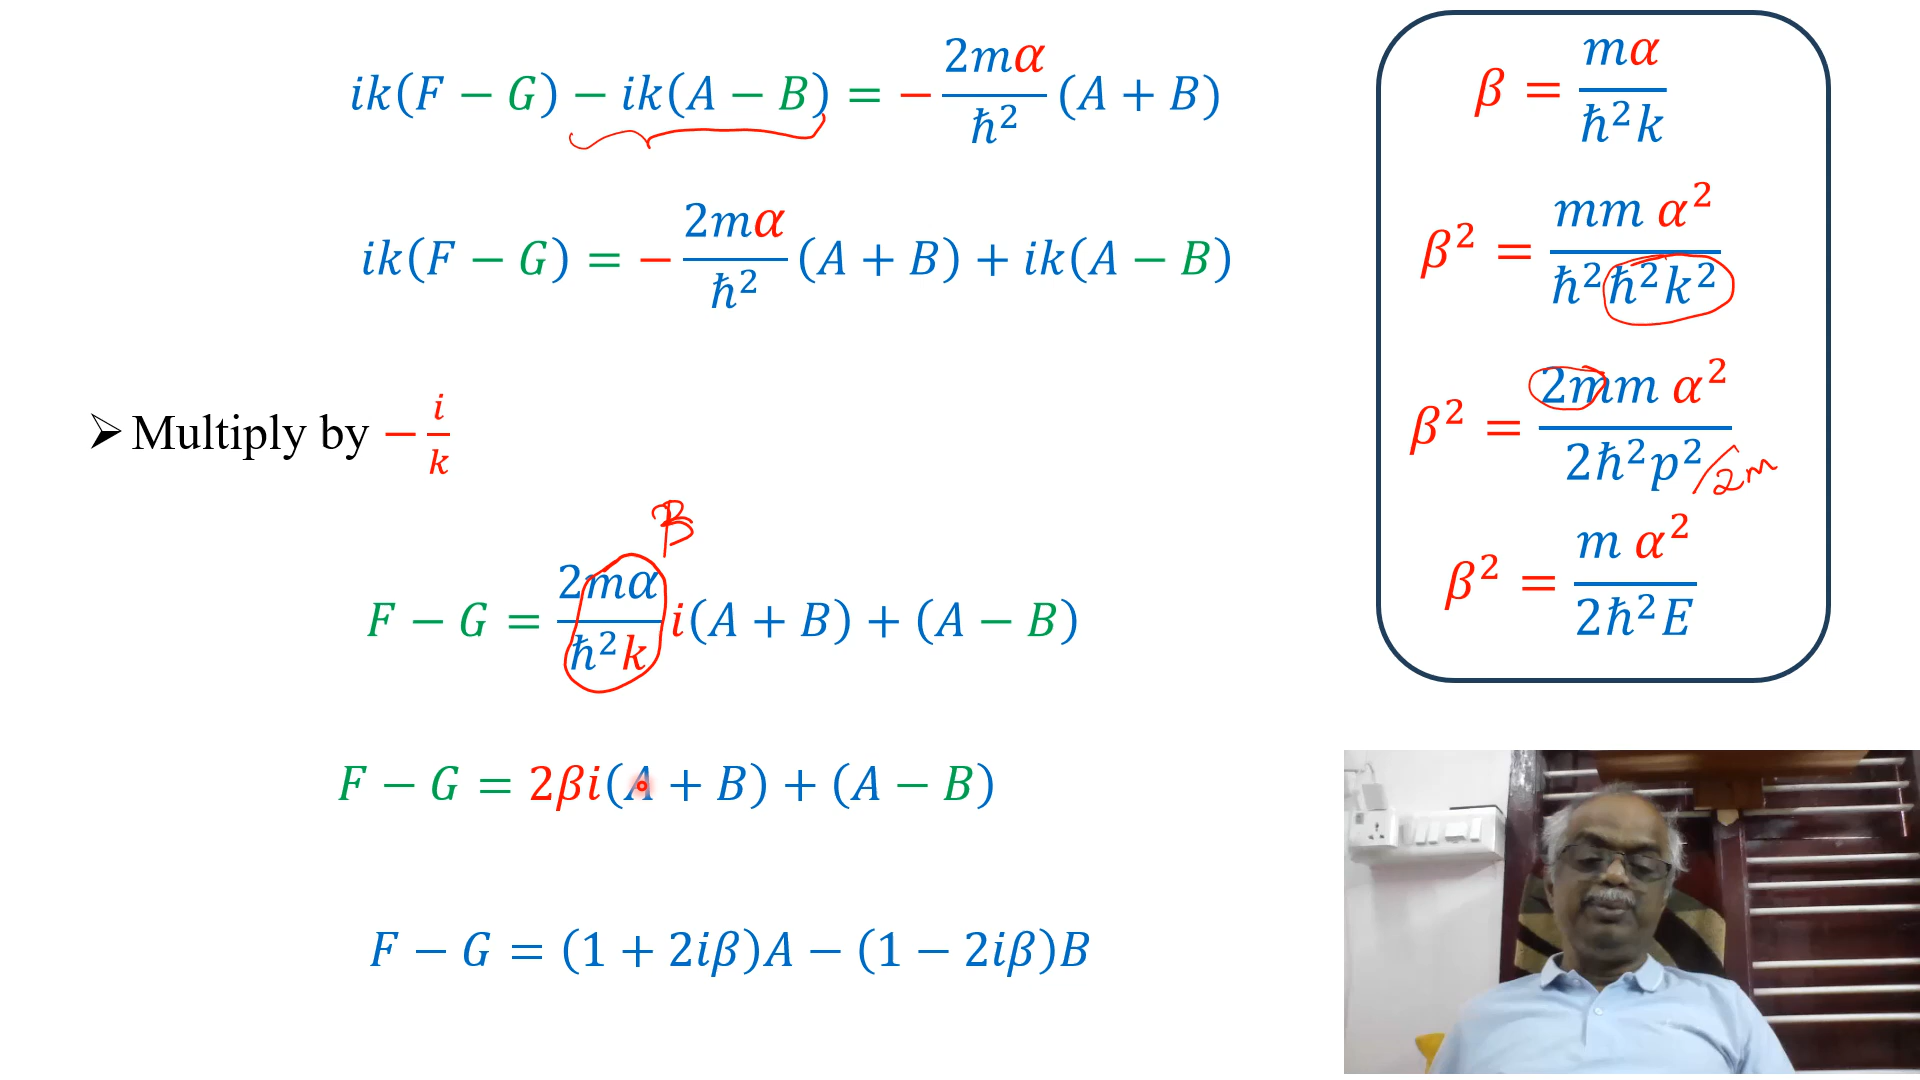 ik(F − G) − ik(A − B) = − 2mα/ħ² (A + B)
ik(F − G) = − 2mα/ħ² (A + B) + ik(A − B)
➤ Multiply by − i/k
β
F − G = 2mα/ħ²k i(A + B) + (A − B)
F − G = 2βi(A + B) + (A − B)
F − G = (1 + 2iβ)A − (1 − 2iβ)B
β = mα/ħ²k
β² = mm α²/ħ²ħ²k²
β² = 2mm α²/2ħ²p² /2m
β² = m α²/2ħ²E